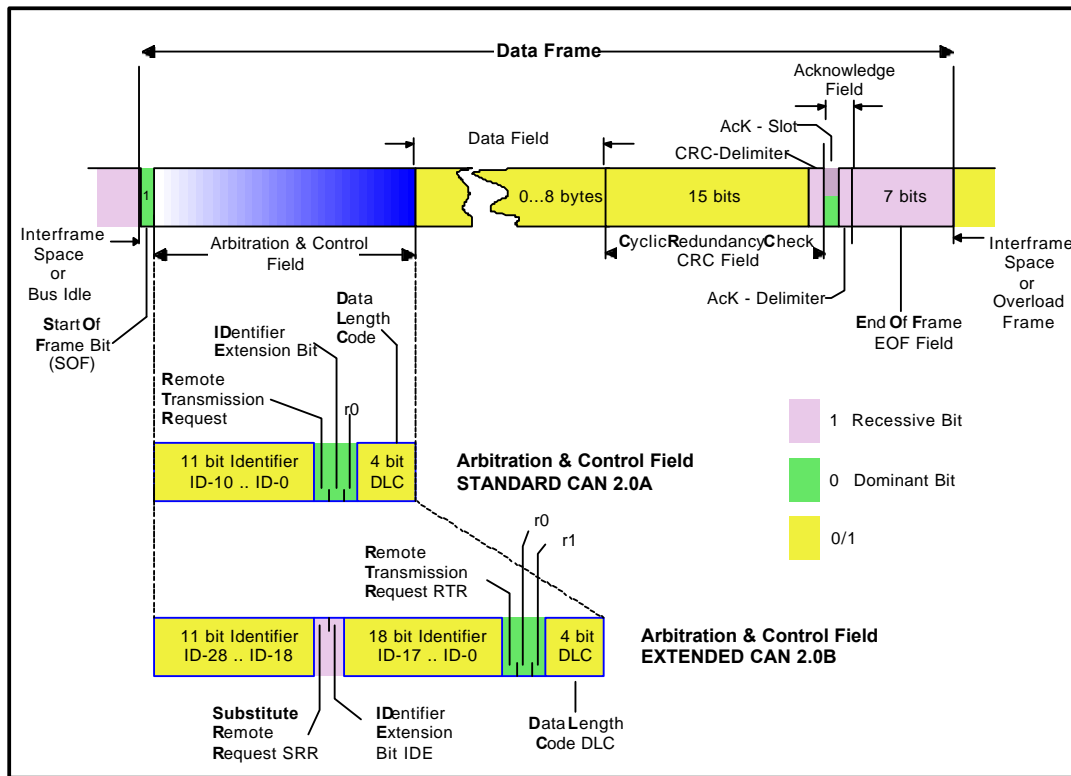 Data Frame
Acknowledge
Field
AcK - Slot
Data Field
CRC-Delimiter
1
0...8 bytes
15 bits
7 bits
Interframe
Space
or
Bus Idle
Arbitration & Control
Field
Cyclic Redundancy Check
CRC Field
Interframe
Space
or
Overload
Frame
AcK - Delimiter
Start Of
Frame Bit
(SOF)
End Of Frame
EOF Field
Data
Length
Code
IDentifier
Extension Bit
Remote
Transmission
Request
r0
11 bit Identifier
ID-10 .. ID-0
4 bit
DLC
Arbitration & Control Field
STANDARD CAN 2.0A
1 Recessive Bit
0 Dominant Bit
0/1
r0
r1
Remote
Transmission
Request RTR
11 bit Identifier
ID-28 .. ID-18
18 bit Identifier
ID-17 .. ID-0
4 bit
DLC
Arbitration & Control Field
EXTENDED CAN 2.0B
Substitute
Remote
Request SRR
IDentifier
Extension
Bit IDE
Data Length
Code DLC